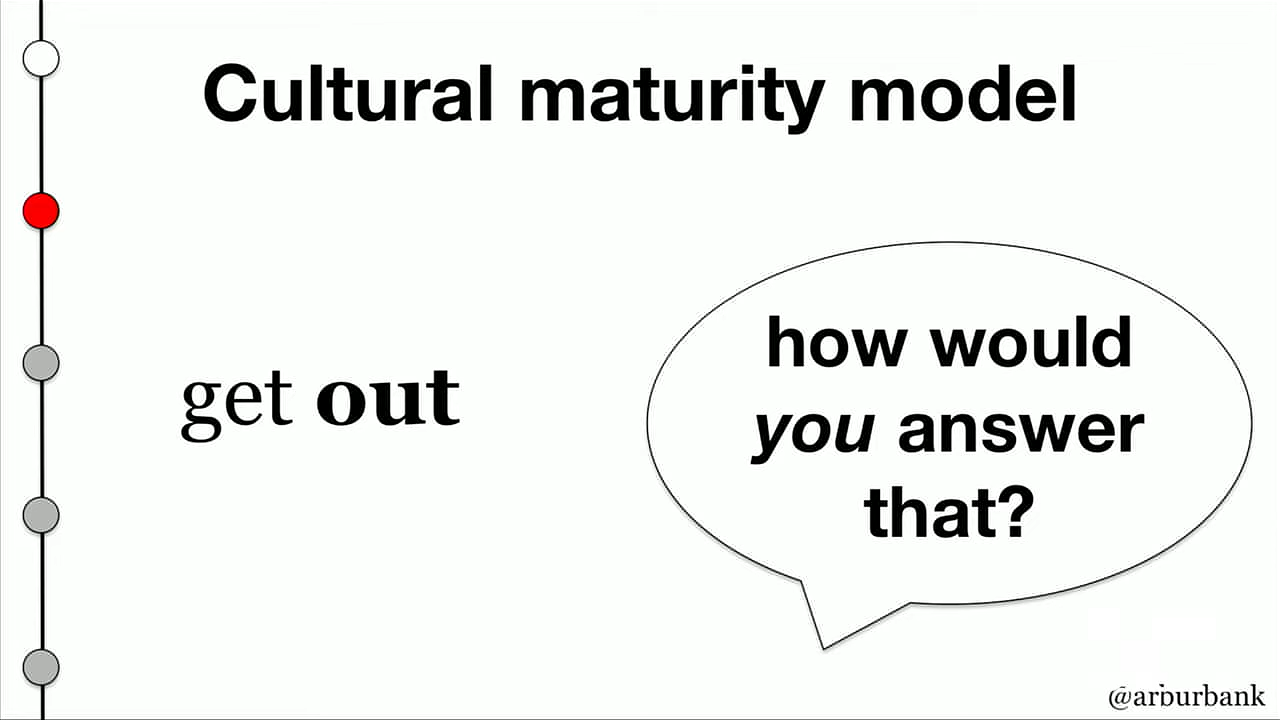 Cultural maturity model
get out
how would
you answer
that?
@arburbank